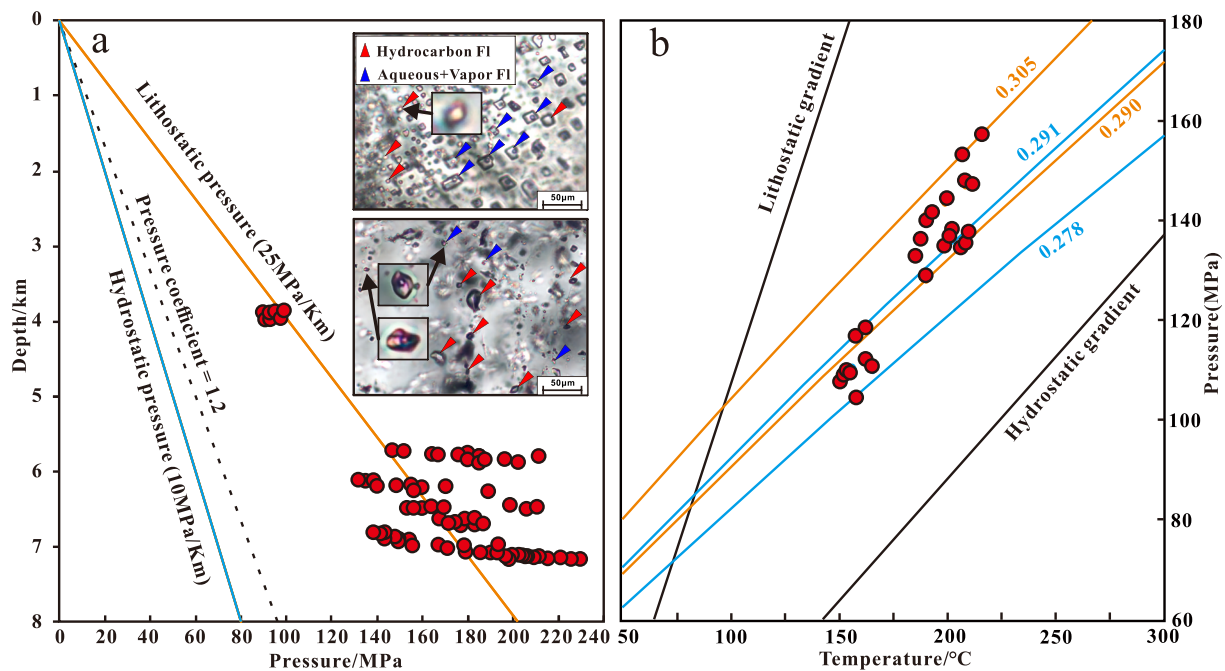 a
Depth/km
0
1
2
3
4
5
6
7
8
0
20
40
60
80
100
120
140
160
180
200
220
240
Pressure/MPa
Lithostatic pressure (25MPa/Km)
Pressure coefficient = 1.2
Hydrostatic pressure (10MPa/Km)
Hydrocarbon FI
Aqueous+Vapor FI
50μm
50μm
b
Lithostatic gradient
0.305
0.291
0.290
0.278
Hydrostatic gradient
180
160
140
120
100
80
60
Pressure(MPa)
50
100
150
200
250
300
Temperature/°C